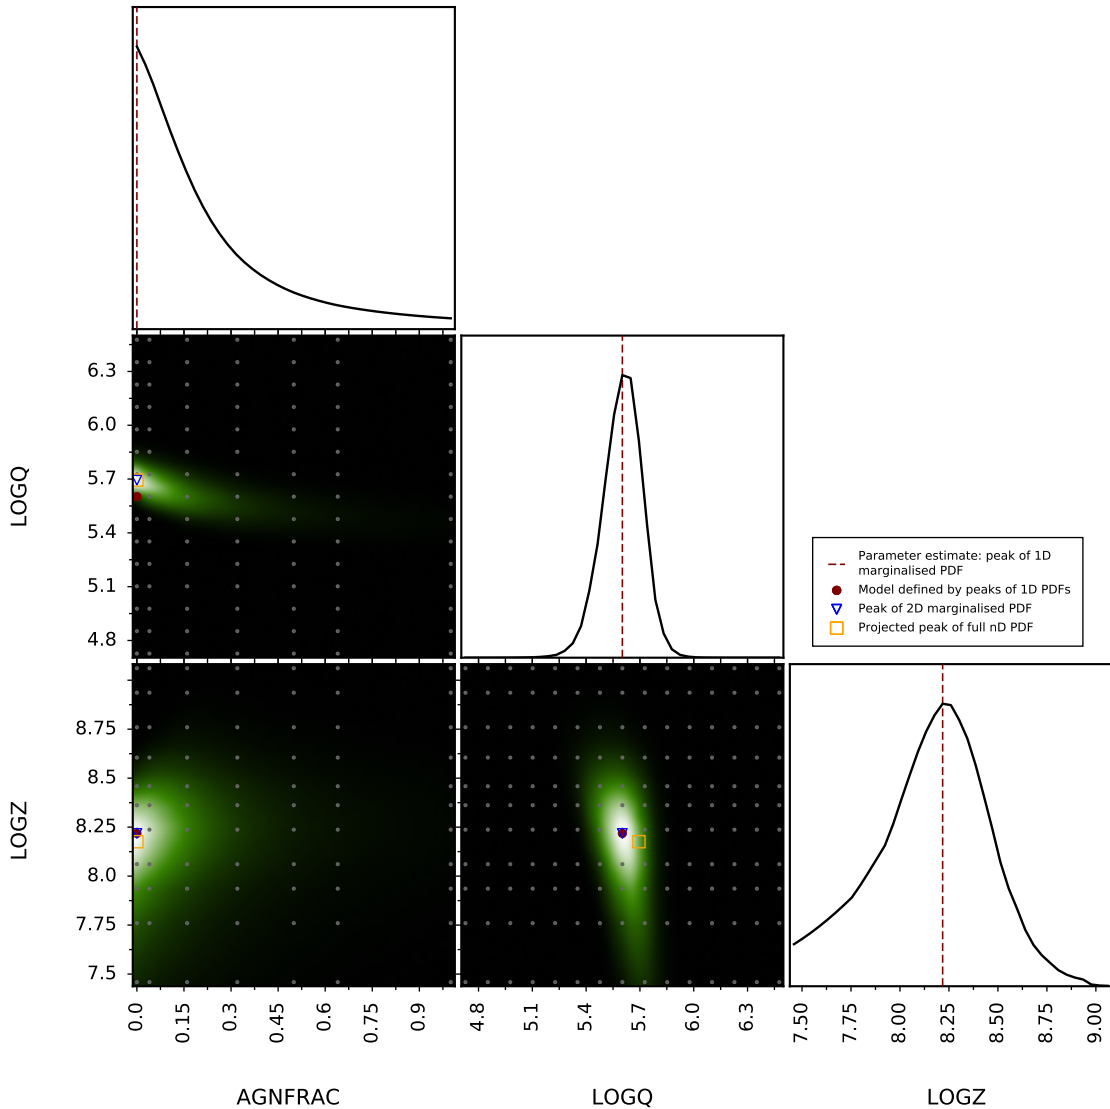 LOGQ
6.3
6.0
5.7
5.4
5.1
4.8
Parameter estimate: peak of 1D
marginalised PDF
Model defined by peaks of 1D PDFs
Peak of 2D marginalised PDF
Projected peak of full nD PDF
LOGZ
8.75
8.5
8.25
8.0
7.75
7.5
0.0 0.15 0.3 0.45 0.6 0.75 0.9
4.8 5.1 5.4 5.7 6.0 6.3
7.50 7.75 8.00 8.25 8.50 8.75 9.00
AGNFRAC LOGQ LOGZ